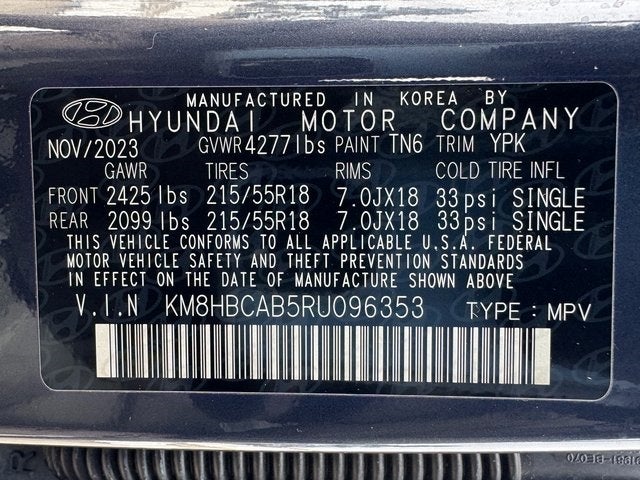 MANUFACTURED IN KOREA BY
HYUNDAI MOTOR COMPANY
NOV/2023 GVWR 4277lbs PAINT TN6 TRIM YPK
GAWR TIRES RIMS COLD TIRE INFL
FRONT 2425lbs 215/55R18 7.0JX18 33psi SINGLE
REAR 2099lbs 215/55R18 7.0JX18 33psi SINGLE
THIS VEHICLE CONFORMS TO ALL APPLICABLE U.S.A. FEDERAL
MOTOR VEHICLE SAFETY AND THEFT PREVENTION STANDARDS
IN EFFECT ON THE DATE OF MANUFACTURE SHOWN ABOVE
V.I.N KM8HBCAB5RU096353 TYPE : MPV
R